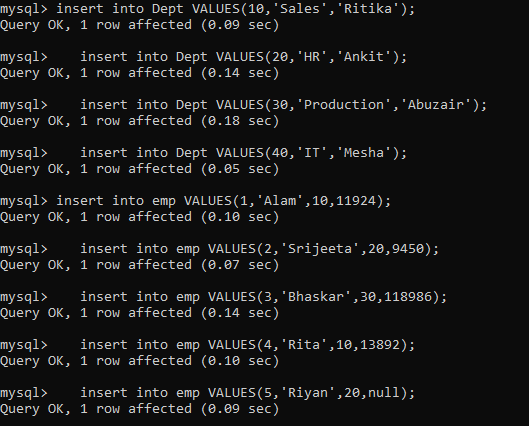 mysql> insert into Dept VALUES(10,'Sales','Ritika');
Query OK, 1 row affected (0.09 sec)
mysql>    insert into Dept VALUES(20,'HR','Ankit');
Query OK, 1 row affected (0.14 sec)
mysql>    insert into Dept VALUES(30,'Production','Abuzair');
Query OK, 1 row affected (0.18 sec)
mysql>    insert into Dept VALUES(40,'IT','Mesha');
Query OK, 1 row affected (0.05 sec)
mysql> insert into emp VALUES(1,'Alam',10,11924);
Query OK, 1 row affected (0.10 sec)
mysql>    insert into emp VALUES(2,'Srijeeta',20,9450);
Query OK, 1 row affected (0.07 sec)
mysql>    insert into emp VALUES(3,'Bhaskar',30,118986);
Query OK, 1 row affected (0.14 sec)
mysql>    insert into emp VALUES(4,'Rita',10,13892);
Query OK, 1 row affected (0.10 sec)
mysql>    insert into emp VALUES(5,'Riyan',20,null);
Query OK, 1 row affected (0.09 sec)